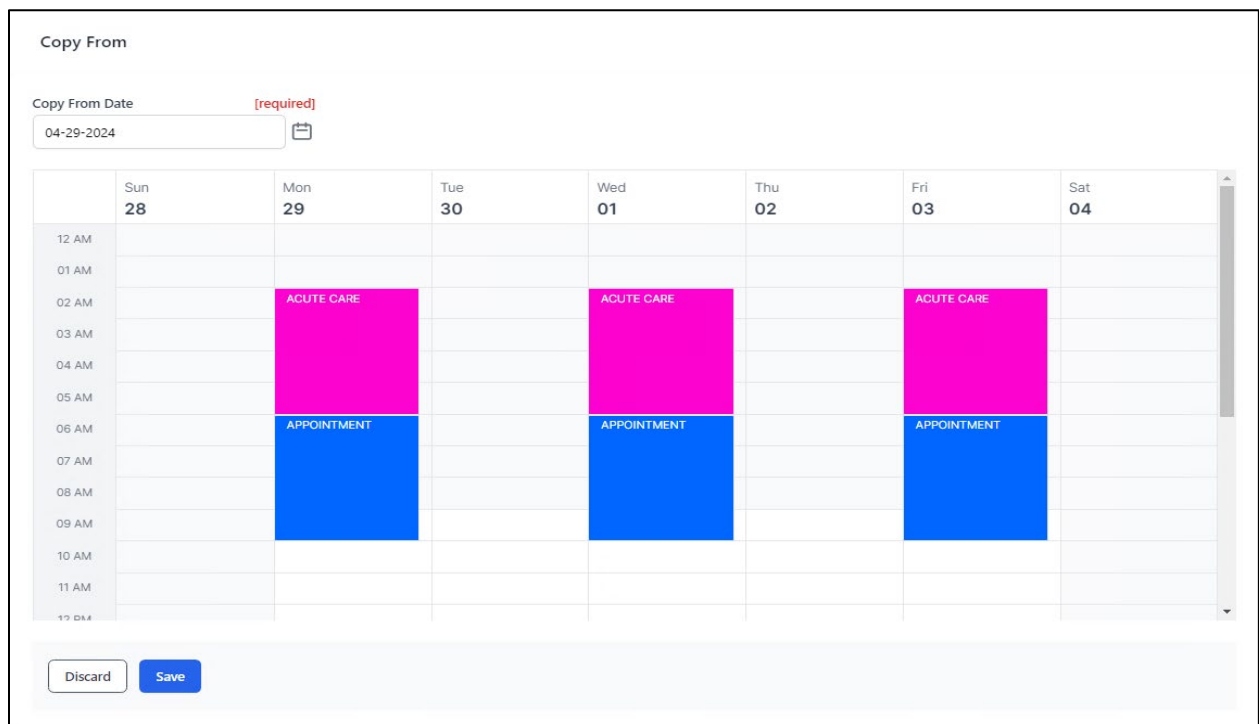 Copy From
Copy From Date [required]
04-29-2024
Sun Mon Tue Wed Thu Fri Sat
28 29 30 01 02 03 04
12 AM
01 AM
02 AM ACUTE CARE ACUTE CARE ACUTE CARE
03 AM
04 AM
05 AM
06 AM APPOINTMENT APPOINTMENT APPOINTMENT
07 AM
08 AM
09 AM
10 AM
11 AM
12 PM
Discard Save